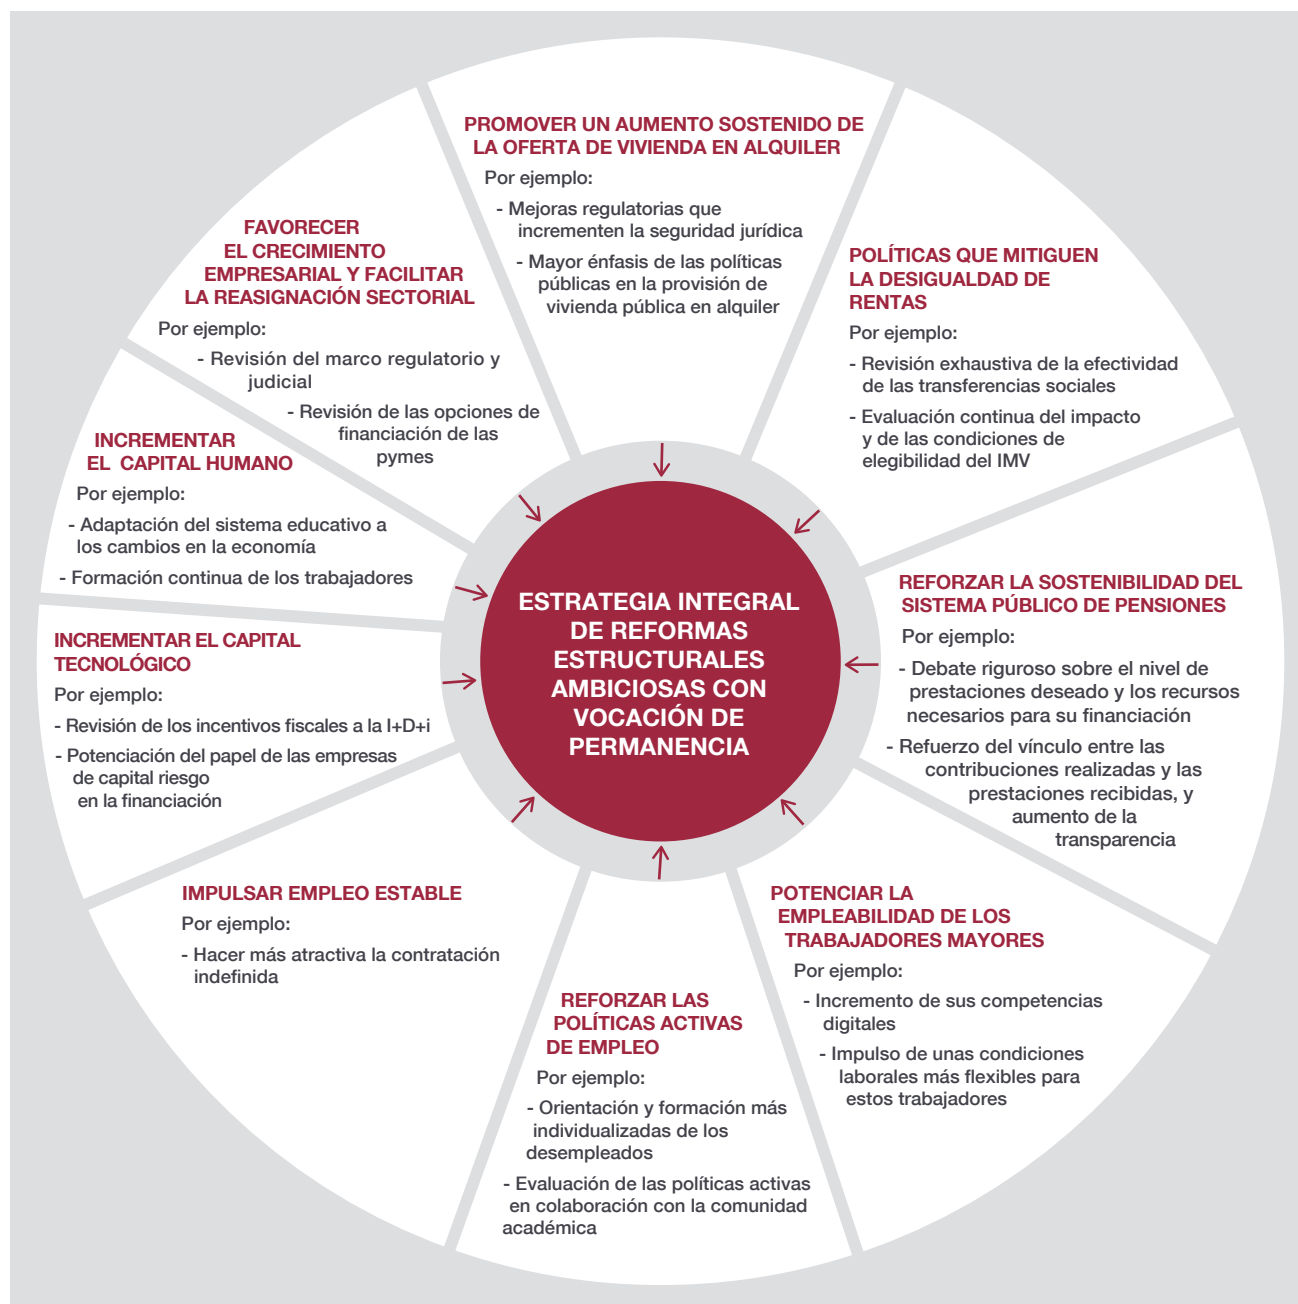 PROMOVER UN AUMENTO SOSTENIDO DE
LA OFERTA DE VIVIENDA EN ALQUILER
Por ejemplo:
- Mejoras regulatorias que
incrementen la seguridad jurídica
- Mayor énfasis de las políticas
públicas en la provisión de
vivienda pública en alquiler
POLÍTICAS QUE MITIGUEN
LA DESIGUALDAD DE
RENTAS
Por ejemplo:
- Revisión exhaustiva de la efectividad
de las transferencias sociales
- Evaluación continua del impacto
y de las condiciones de
elegibilidad del IMV
REFORZAR LA SOSTENIBILIDAD DEL
SISTEMA PÚBLICO DE PENSIONES
Por ejemplo:
- Debate riguroso sobre el nivel de
prestaciones deseado y los recursos
necesarios para su financiación
- Refuerzo del vínculo entre las
contribuciones realizadas y las
prestaciones recibidas, y
aumento de la
transparencia
POTENCIAR LA
EMPLEABILIDAD DE LOS
TRABAJADORES MAYORES
Por ejemplo:
- Incremento de sus competencias
digitales
- Impulso de unas condiciones
laborales más flexibles para
estos trabajadores
REFORZAR LAS
POLÍTICAS ACTIVAS
DE EMPLEO
Por ejemplo:
- Orientación y formación más
individualizadas de los
desempleados
- Evaluación de las políticas activas
en colaboración con la comunidad
académica
IMPULSAR EMPLEO ESTABLE
Por ejemplo:
- Hacer más atractiva la contratación
indefinida
INCREMENTAR EL CAPITAL
TECNOLÓGICO
Por ejemplo:
- Revisión de los incentivos fiscales a la I+D+i
- Potenciación del papel de las empresas
de capital riesgo
en la financiación
INCREMENTAR
EL CAPITAL HUMANO
Por ejemplo:
- Adaptación del sistema educativo a
los cambios en la economía
- Formación continua de los trabajadores
FAVORECER
EL CRECIMIENTO
EMPRESARIAL Y FACILITAR
LA REASIGNACIÓN SECTORIAL
Por ejemplo:
- Revisión del marco regulatorio y
judicial
- Revisión de las opciones de
financiación de las
pymes
ESTRATEGIA INTEGRAL
DE REFORMAS
ESTRUCTURALES
AMBICIOSAS CON
VOCACIÓN DE
PERMANENCIA